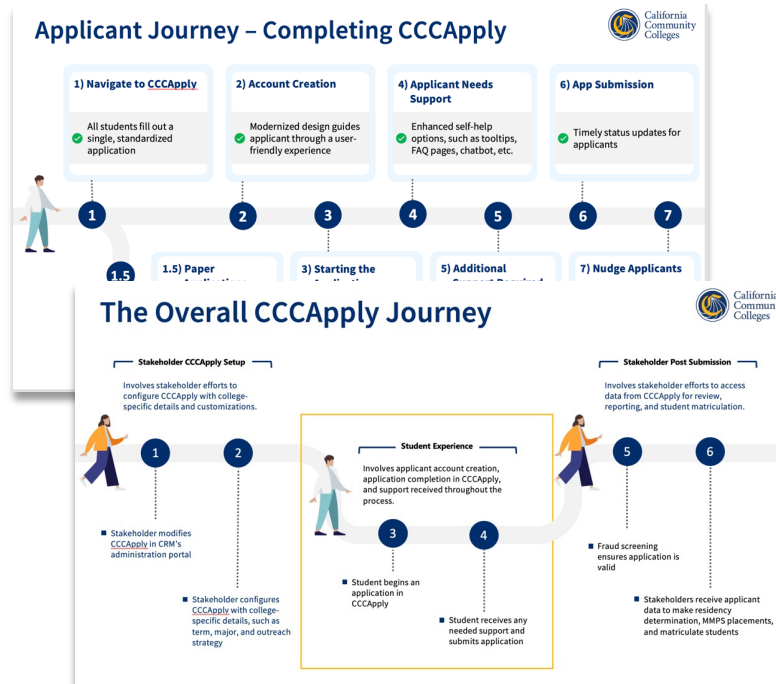 Applicant Journey – Completing CCCApply
California
Community
Colleges
1) Navigate to CCCApply
All students fill out a
single, standardized
application
2) Account Creation
Modernized design guides
applicant through a user-
friendly experience
4) Applicant Needs
Support
Enhanced self-help
options, such as tooltips,
FAQ pages, chatbot, etc.
6) App Submission
Timely status updates for
applicants
1
2
3
4
5
6
7
1.5
1.5) Paper
3) Starting the
5) Additional
7) Nudge Applicants
The Overall CCCApply Journey
California
Colleges
Stakeholder CCCApply Setup
Involves stakeholder efforts to
configure CCCApply with college-
specific details and customizations.
1
2
Stakeholder modifies
CCCApply in CRM's
administration portal
Stakeholder configures
CCCApply with college-
specific details, such as
term, major, and outreach
strategy
Student Experience
Involves applicant account creation,
application completion in CCCApply,
and support received throughout the
process.
3
4
Student begins an
application in
CCCApply
Student receives any
needed support and
submits application
Stakeholder Post Submission
Involves stakeholder efforts to access
data from CCCApply for review,
reporting, and student matriculation.
5
6
Fraud screening
ensures application is
valid
Stakeholders receive applicant
data to make residency
determination, MMPS placements,
and matriculate students